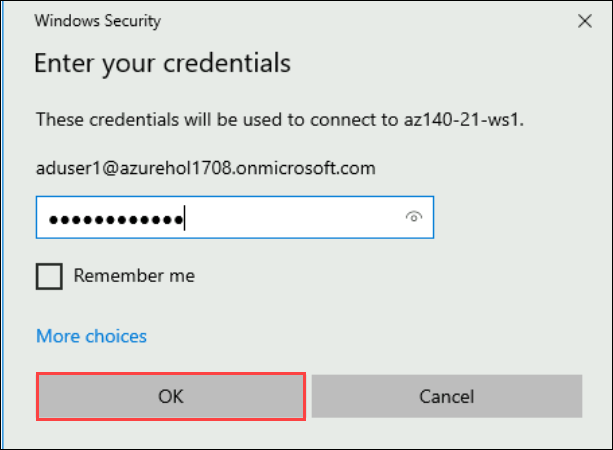 Windows Security
Enter your credentials
These credentials will be used to connect to az140-21-ws1.
aduser1@azurehol1708.onmicrosoft.com
●●●●●●●●●●●●
Remember me
More choices
OK
Cancel